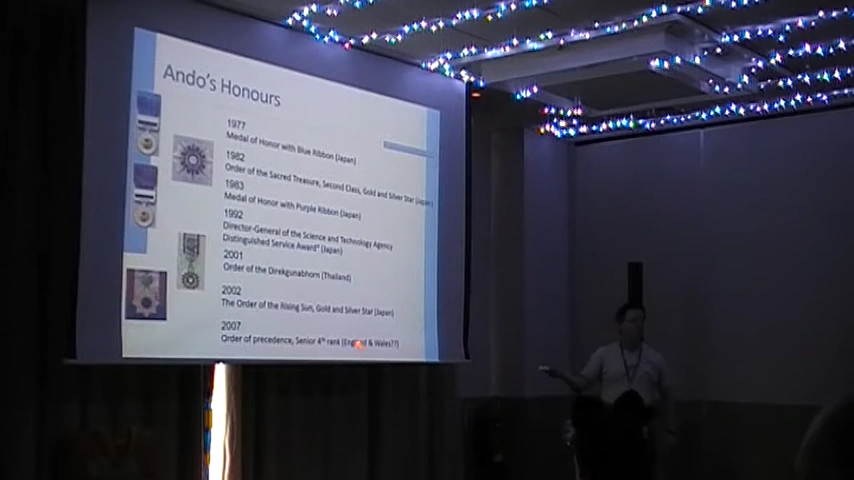 Ando's Honours
1977
Medal of Honor with Blue Ribbon (Japan)
1982
Order of the Sacred Treasure, Second Class, Gold and Silver Star (Japan)
1983
Medal of Honor with Purple Ribbon (Japan)
1992
Director-General of the Science and Technology Agency
Distinguished Service Award" (Japan)
2001
Order of the Direkgunabhorn (Thailand)
2002
The Order of the Rising Sun, Gold and Silver Star (Japan)
2007
Order of precedence, Senior 4th rank (England & Wales??)